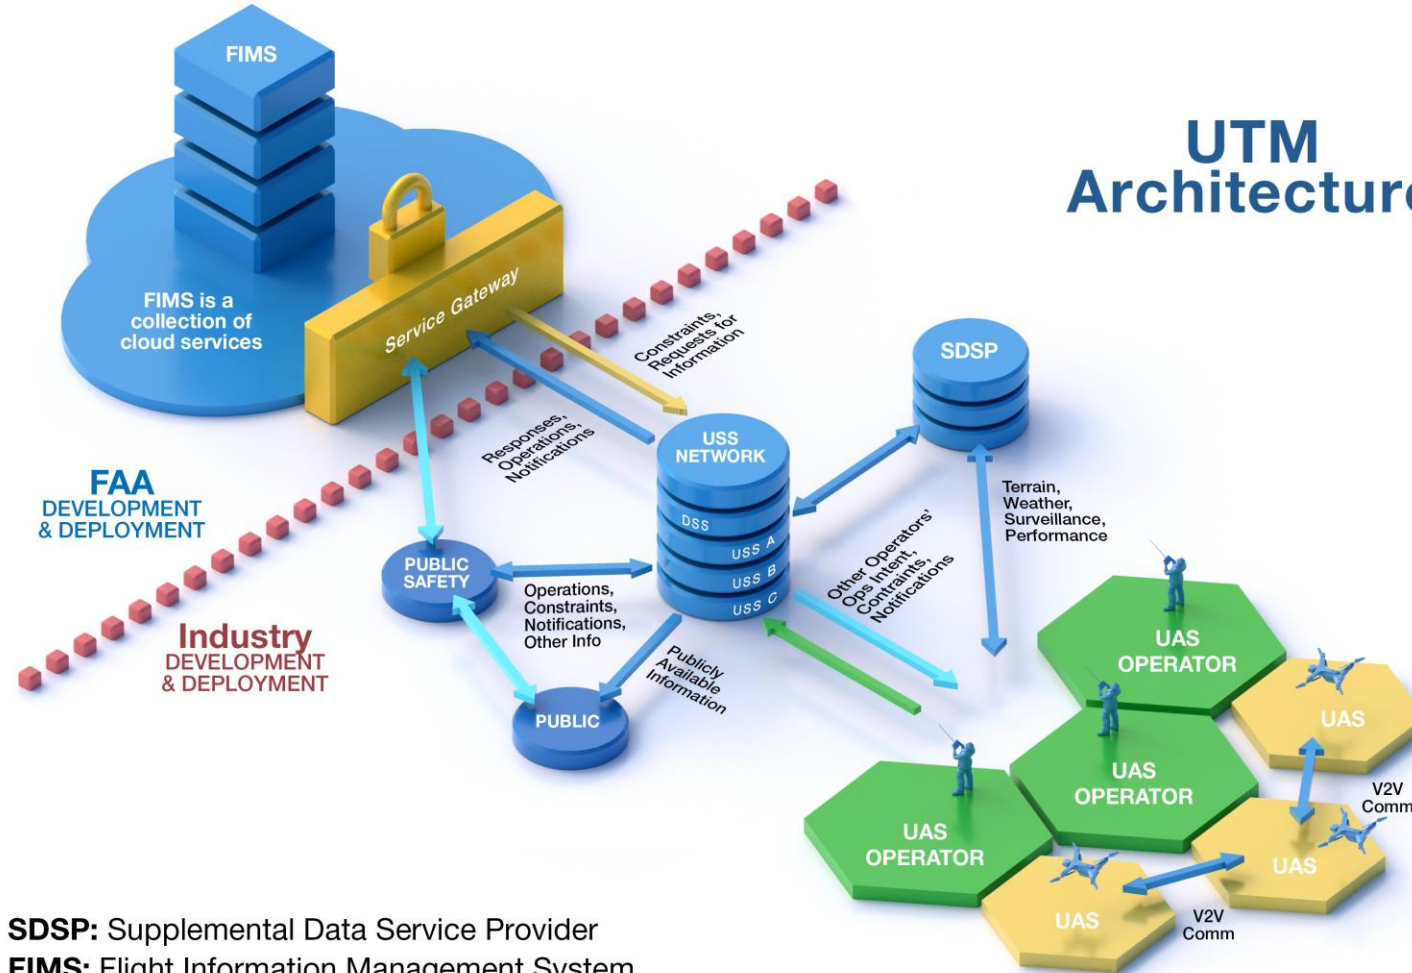 FIMS
UTM
Architecture
FIMS is a
collection of
cloud services
Service Gateway
Constraints,
Requests for
Information
SDSP
Responses,
Operations,
Notifications
USS
NETWORK
DSS
USS A
USS B
USS C
FAA
DEVELOPMENT
& DEPLOYMENT
Terrain,
Weather,
Surveillance,
Performance
Other Operators'
Ops Intent,
Contraints,
Notifications
PUBLIC
SAFETY
Operations,
Constraints,
Notifications,
Other Info
Industry
DEVELOPMENT
& DEPLOYMENT
Publicly
Available
Information
PUBLIC
UAS
OPERATOR
UAS
UAS
OPERATOR
V2V
Comm
UAS
OPERATOR
UAS
UAS
V2V
Comm
SDSP: Supplemental Data Service Provider
FIMS: Flight Information Management System